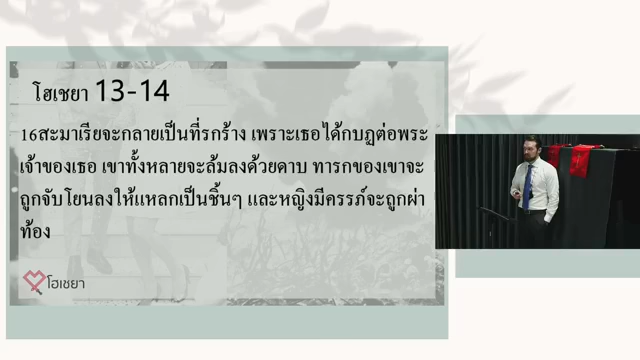 โฮเชยา 13-14
16สะมาเรียจะกลายเป็นที่รกร้าง เพราะเธอได้กบฏต่อพระ
เจ้าของเธอ เขาทั้งหลายจะล้มลงด้วยดาบ ทารกของเขาจะ
ถูกจับโยนลงให้แหลกเป็นชิ้นๆ และหญิงมีครรภ์จะถูกผ่า
ท้อง
โฮเชยา